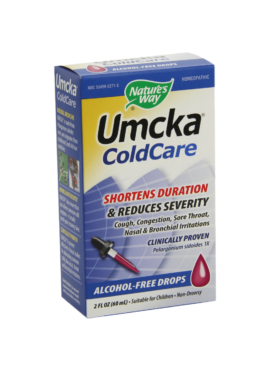 HOMEOPATHIC
Nature's
Way
Umcka®
ColdCare
SHORTENS DURATION
& REDUCES SEVERITY
Cough, Congestion, Sore Throat,
Nasal & Bronchial Irritations
CLINICALLY PROVEN
Pelargonium sidoides 1X
ALCOHOL-FREE DROPS
2 FL OZ (60 mL) • Suitable for Children • Non-Drowsy
Umcka
ColdCare